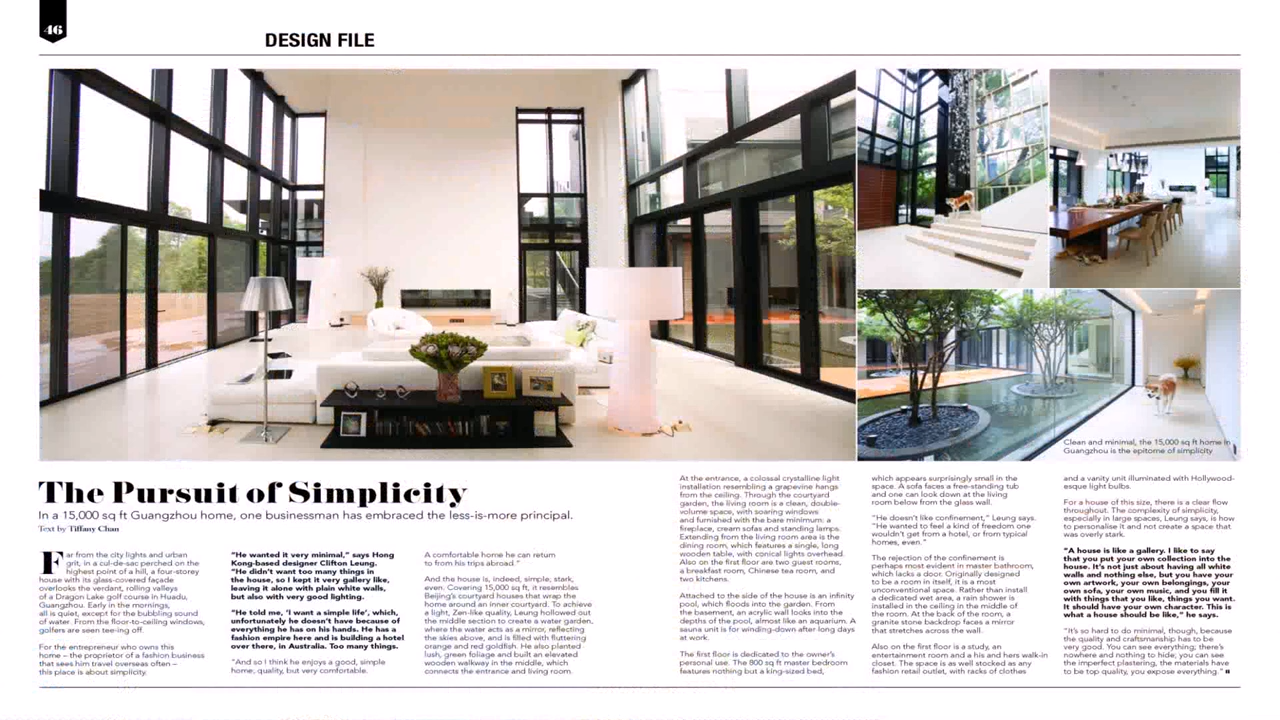 46
DESIGN FILE
Clean and minimal, the 15,000 sq ft home in
Guangzhou is the epitome of simplicity
The Pursuit of Simplicity
In a 15,000 sq ft Guangzhou home, one businessman has embraced the less-is-more principal.
Text by Tiffany Chan
Far from the city lights and urban
grit, in a cul-de-sac perched on the
highest point of a hill, a four-storey
house with its glass-covered façade
overlooks the verdant, rolling valleys
of a Dragon Lake golf course in Huadu,
Guangzhou. Early in the mornings,
all is quiet, except for the bubbling sound
of water. From the floor-to-ceiling windows,
golfers are seen tee-ing off.
For the entrepreneur who owns this
home – the proprietor of a fashion business
that sees him travel overseas often –
this place is about simplicity.
"He wanted it very minimal," says Hong
Kong-based designer Clifton Leung.
"He didn't want too many things in
the house, so I kept it very gallery like,
leaving it alone with plain white walls,
but also with very good lighting.
"He told me, 'I want a simple life', which,
unfortunately he doesn't have because of
everything he has on his hands. He has a
fashion empire here and is building a hotel
over there, in Australia. Too many things.
"And so I think he enjoys a good, simple
home, quality, but very comfortable.
A comfortable home he can return
to from his trips abroad."
And the house is, indeed, simple, stark,
even. Covering 15,000 sq ft, it resembles
Beijing's courtyard houses that wrap the
home around an inner courtyard. To achieve
a light, Zen-like quality, Leung hollowed out
the middle section to create a water garden,
where the water acts as a mirror, reflecting
the skies above, and is filled with fluttering
orange and red goldfish. He also planted
lush, green foliage and built an elevated
wooden walkway in the middle, which
connects the entrance and living room.
At the entrance, a colossal crystalline light
installation resembling a grapevine hangs
from the ceiling. Through the courtyard
garden, the living room is a clean, double-
volume space, with soaring windows
and furnished with the bare minimum: a
fireplace, cream sofas and standing lamps.
Extending from the living room area is the
dining room, which features a single, long
wooden table, with conical lights overhead.
Also on the first floor are two guest rooms,
a breakfast room, Chinese tea room, and
two kitchens.
Attached to the side of the house is an infinity
pool, which floods into the garden. From
the basement, an acrylic wall looks into the
depths of the pool, almost like an aquarium. A
sauna unit is for winding-down after long days
at work.
The first floor is dedicated to the owner's
personal use. The 800 sq ft master bedroom
features nothing but a king-sized bed,
which appears surprisingly small in the
space. A sofa faces a free-standing tub
and one can look down at the living
room below from the glass wall.
"He doesn't like confinement," Leung says.
"He wanted to feel a kind of freedom one
wouldn't get from a hotel, or from typical
homes, even."
The rejection of the confinement is
perhaps most evident in master bathroom,
which lacks a door. Originally designed
to be a room in itself, it is a most
unconventional space. Rather than install
a dedicated wet area, a rain shower is
installed in the ceiling in the middle of
the room. At the back of the room, a
granite stone backdrop faces a mirror
that stretches across the wall.
Also on the first floor is a study, an
entertainment room and a his and hers walk-in
closet. The space is as well stocked as any
fashion retail outlet, with racks of clothes
and a vanity unit illuminated with Hollywood-
esque light bulbs.
For a house of this size, there is a clear flow
throughout. The complexity of simplicity,
especially in large spaces, Leung says, is how
to personalise it and not create a space that
was overly stark.
"A house is like a gallery. I like to say
that you put your own collection into the
house. It's not just about having all white
walls and nothing else, but you have your
own artwork, your own belongings, your
own sofa, your own music, and you fill it
with things that you like, things you want.
It should have your own character. This is
what a house should be like," he says.
"It's so hard to do minimal, though, because
the quality and craftsmanship has to be
very good. You can see everything; there's
nowhere and nothing to hide; you can see
the imperfect plastering, the materials have
to be top quality, you expose everything."